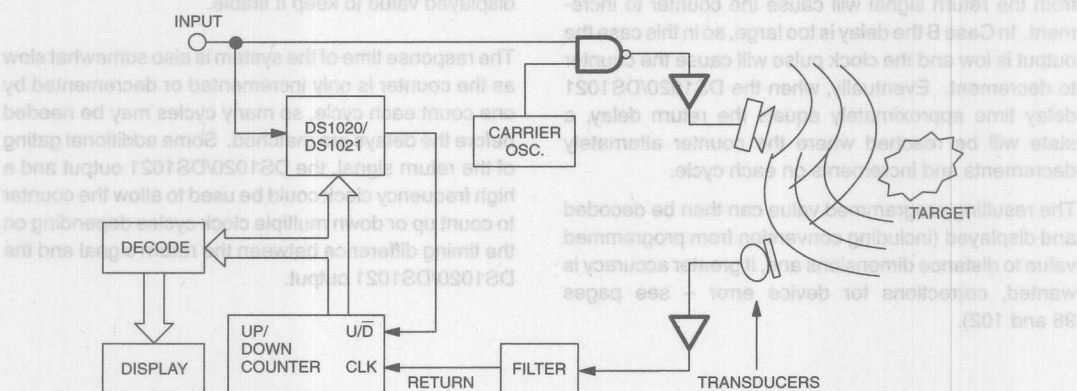 INPUT
DS1020/
DS1021
CARRIER
OSC.
TARGET
DECODE
UP/
DOWN
COUNTER
U/D̅
CLK
DISPLAY
RETURN
FILTER
TRANSDUCERS
from the return signal will cause the counter to incre-
ment. In Case B the delay is too large, so in this case the
output is low and the clock pulse will cause the counter
to decrement. Eventually, when the DS1020/DS1021
delay time approximately equals the return delay, a
state will be reached where the counter alternately
decrements and increments on each cycle.
The resulting programmed value can then be decoded
and displayed (including conversion from programmed
value to distance dimensions and, if greater accuracy is
wanted, corrections for device error – see pages
98 and 102).
displayed value to keep it stable.
The response time of the system is also somewhat slow
as the counter is only incremented or decremented by
one count each cycle, so many cycles may be needed
before the delays are matched. Some additional gating
of the return signal, the DS1020/DS1021 output and a
high frequency clock could be used to allow the counter
to count up or down multiple clock cycles depending on
the timing difference between the return signal and the
DS1020/DS1021 output.